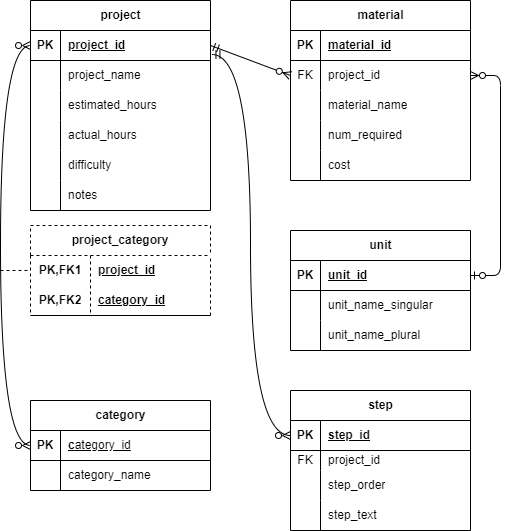 project
PK project_id
project_name
estimated_hours
actual_hours
difficulty
notes
project_category
PK,FK1 project_id
PK,FK2 category_id
category
PK category_id
category_name
material
PK material_id
FK project_id
material_name
num_required
cost
unit
PK unit_id
unit_name_singular
unit_name_plural
step
PK step_id
FK project_id
step_order
step_text